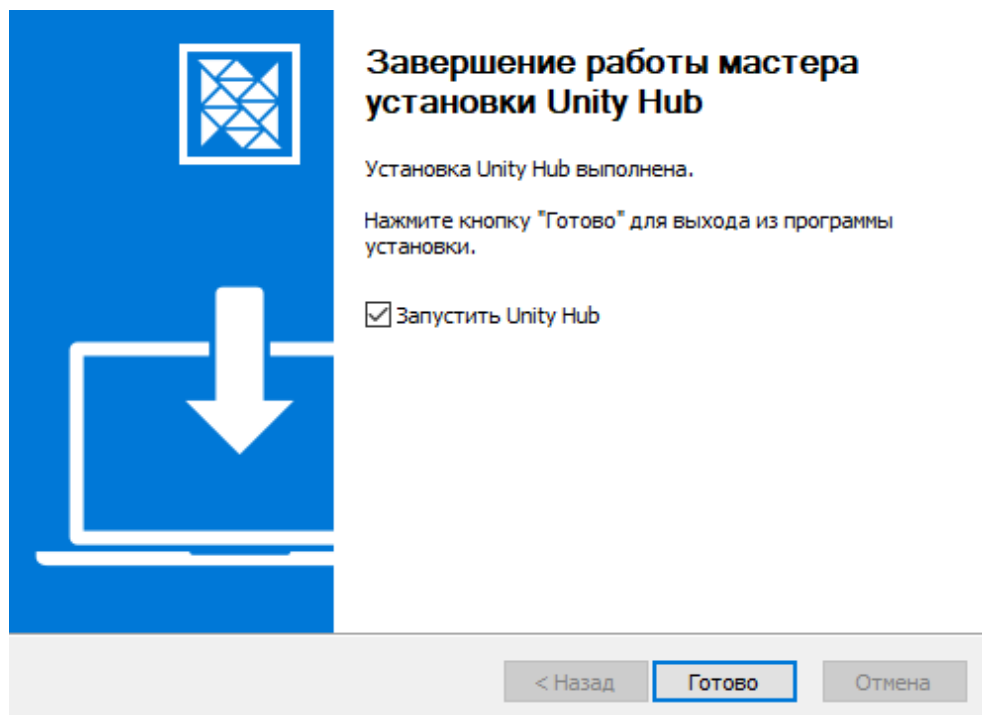 Завершение работы мастера
установки Unity Hub
Установка Unity Hub выполнена.
Нажмите кнопку "Готово" для выхода из программы
установки.
Запустить Unity Hub
< Назад
Готово
Отмена